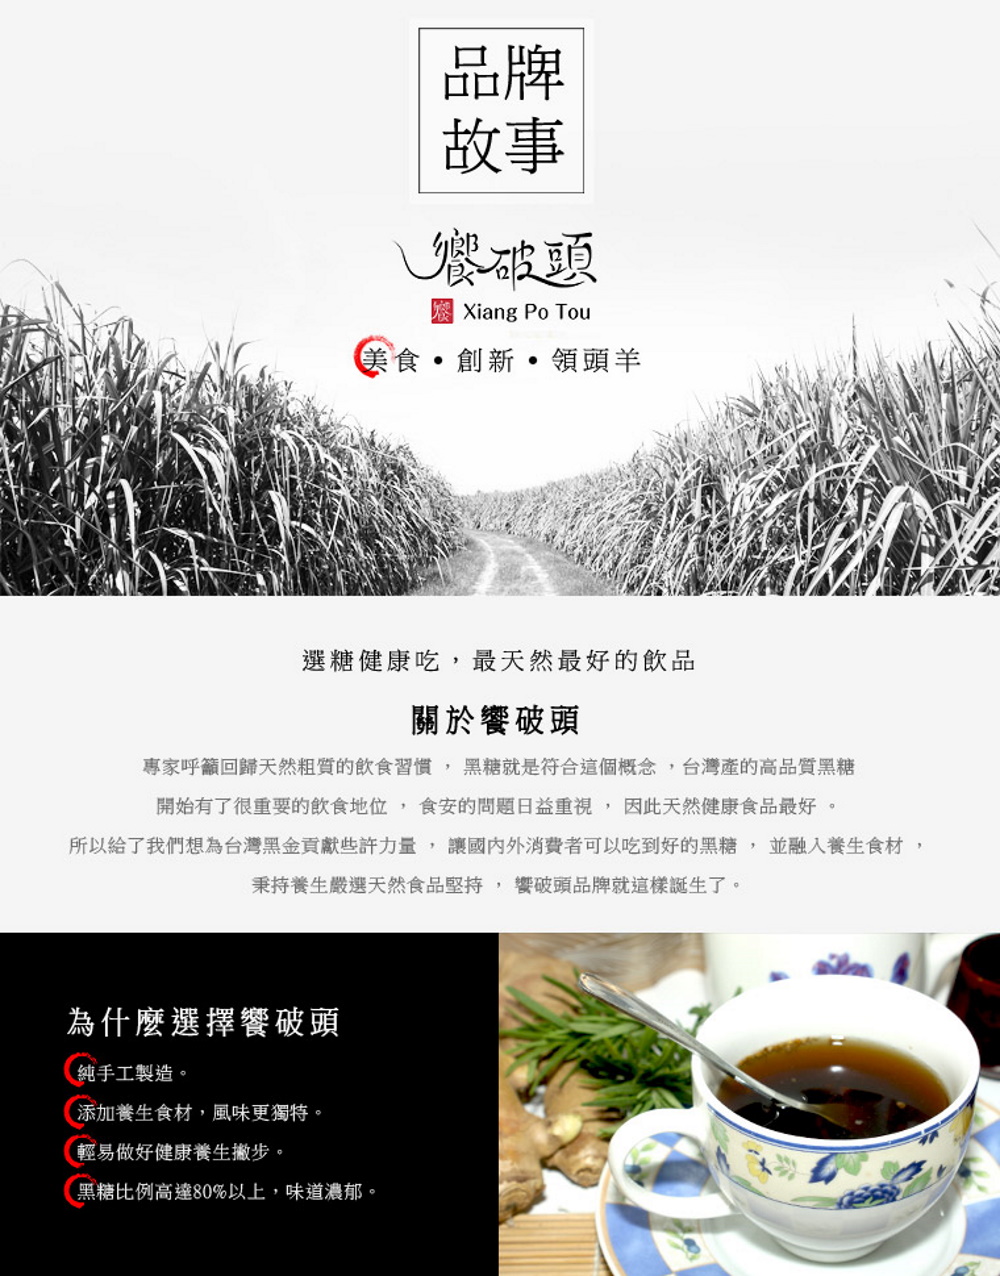 品牌
故事
饗破頭
饗 Xiang Po Tou
美食•創新•領頭羊
選糖健康吃，最天然最好的飲品
關於饗破頭
專家呼籲回歸天然粗質的飲食習慣 ， 黑糖就是符合這個概念 ，台灣產的高品質黑糖
開始有了很重要的飲食地位 ， 食安的問題日益重視 ， 因此天然健康食品最好 。
所以給了我們想為台灣黑金貢獻些許力量 ， 讓國內外消費者可以吃到好的黑糖 ， 並融入養生食材 ，
秉持養生嚴選天然食品堅持 ， 饗破頭品牌就這樣誕生了。
為什麼選擇饗破頭
純手工製造。
添加養生食材，風味更獨特。
輕易做好健康養生撇步。
黑糖比例高達80%以上，味道濃郁。